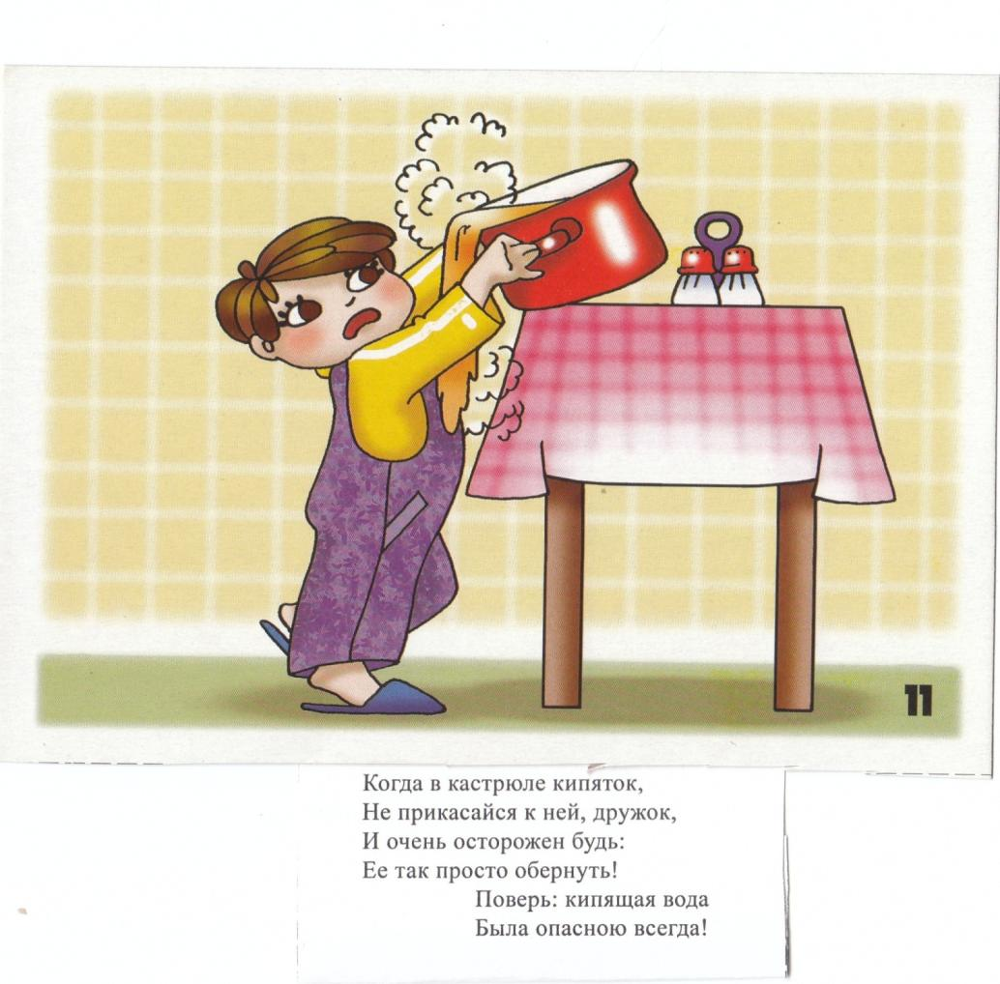 11
Когда в кастрюле кипяток,
Не прикасайся к ней, дружок,
И очень осторожен будь:
Ее так просто обернуть!
Поверь: кипящая вода
Была опасною всегда!